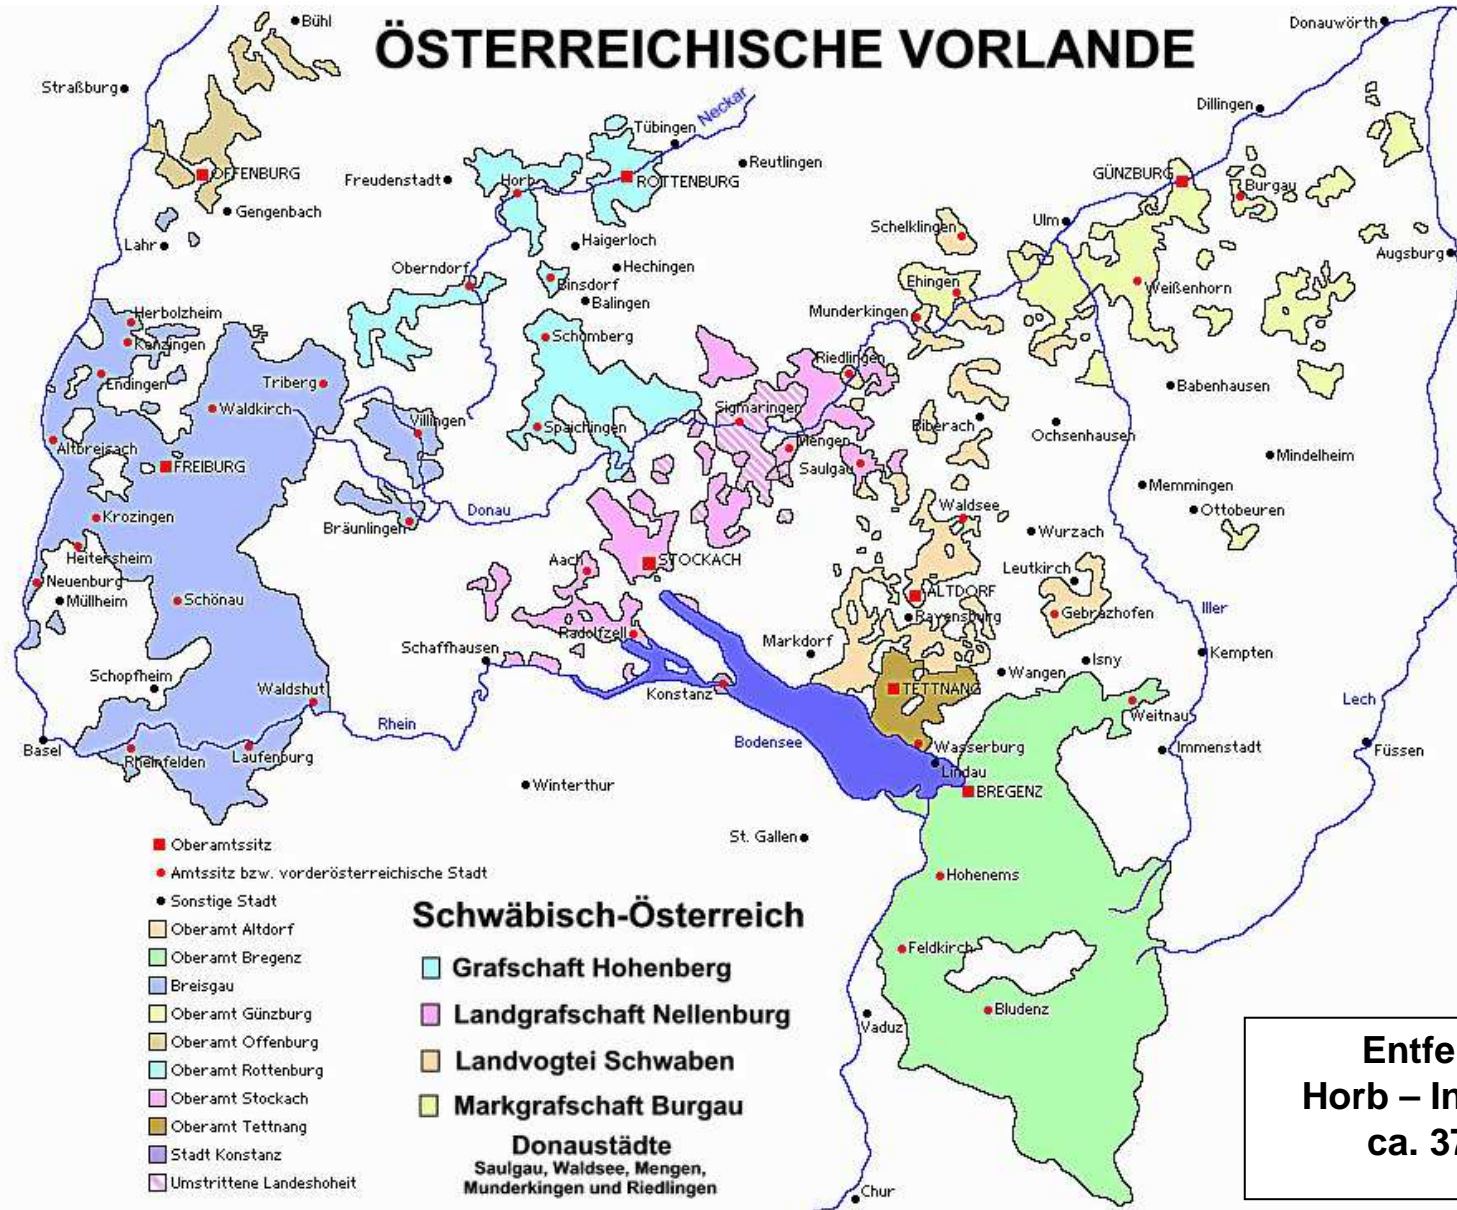 ÖSTERREICHISCHE VORLANDE
Bühl
Donauwörth
Straßburg
Dillingen
Neckar
Tübingen
Reutlingen
OFFENBURG
Freudenstadt
Horb
ROTTENBURG
GÜNZBURG
Burgau
Gengenbach
Schelklingen
Ulm
Lahr
Haigerloch
Augsburg
Oberndorf
Hechingen
Binsdorf
Ehingen
Weißenhorn
Balingen
Herbolzheim
Munderkingen
Kenzingen
Schömberg
Riedlingen
Endingen
Triberg
Babenhausen
Waldkirch
Sigmaringen
Villingen
Spaichingen
Biberach
Ochsenhausen
Altbreisach
Mengen
FREIBURG
Saulgau
Mindelheim
Memmingen
Krozingen
Donau
Waldsee
Ottobeuren
Bräunlingen
Wurzach
Heitersheim
Aach
STOCKACH
Leutkirch
Neuenburg
Müllheim
Schönau
ALTDORF
Ravensburg
Gebrazhofen
Iller
Radolfzell
Markdorf
Schaffhausen
Kempten
Isny
Schopfheim
Wangen
Waldshut
Konstanz
TETTNANG
Weitnau
Lech
Rhein
Bodensee
Wasserburg
Immenstadt
Füssen
Basel
Rheinfelden
Laufenburg
Lindau
Winterthur
BREGENZ
St. Gallen
Hohenems
Feldkirch
Bludenz
Vaduz
Chur
Oberamtssitz
Amtssitz bzw. vorderösterreichische Stadt
Sonstige Stadt
Oberamt Altdorf
Oberamt Bregenz
Breisgau
Oberamt Günzburg
Oberamt Offenburg
Oberamt Rottenburg
Oberamt Stockach
Oberamt Tettnang
Stadt Konstanz
Umstrittene Landeshoheit
Schwäbisch-Österreich
Grafschaft Hohenberg
Landgrafschaft Nellenburg
Landvogtei Schwaben
Markgrafschaft Burgau
Donaustädte
Saulgau, Waldsee, Mengen,
Munderkingen und Riedlingen
Entfe
Horb – In
ca. 37